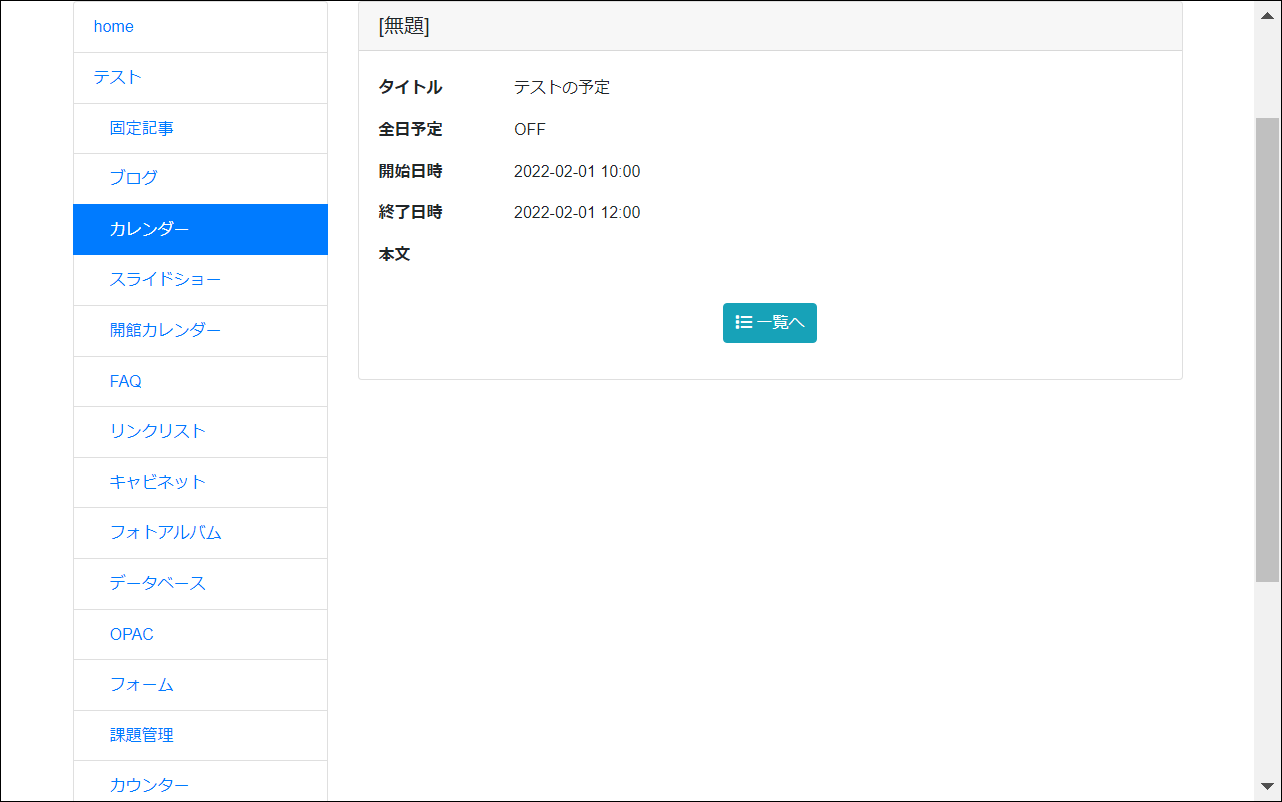 home
テスト
固定記事
ブログ
カレンダー
スライドショー
開館カレンダー
FAQ
リンクリスト
キャビネット
フォトアルバム
データベース
OPAC
フォーム
課題管理
カウンター
[無題]
タイトル テストの予定
全日予定 OFF
開始日時 2022-02-01 10:00
終了日時 2022-02-01 12:00
本文
一覧へ